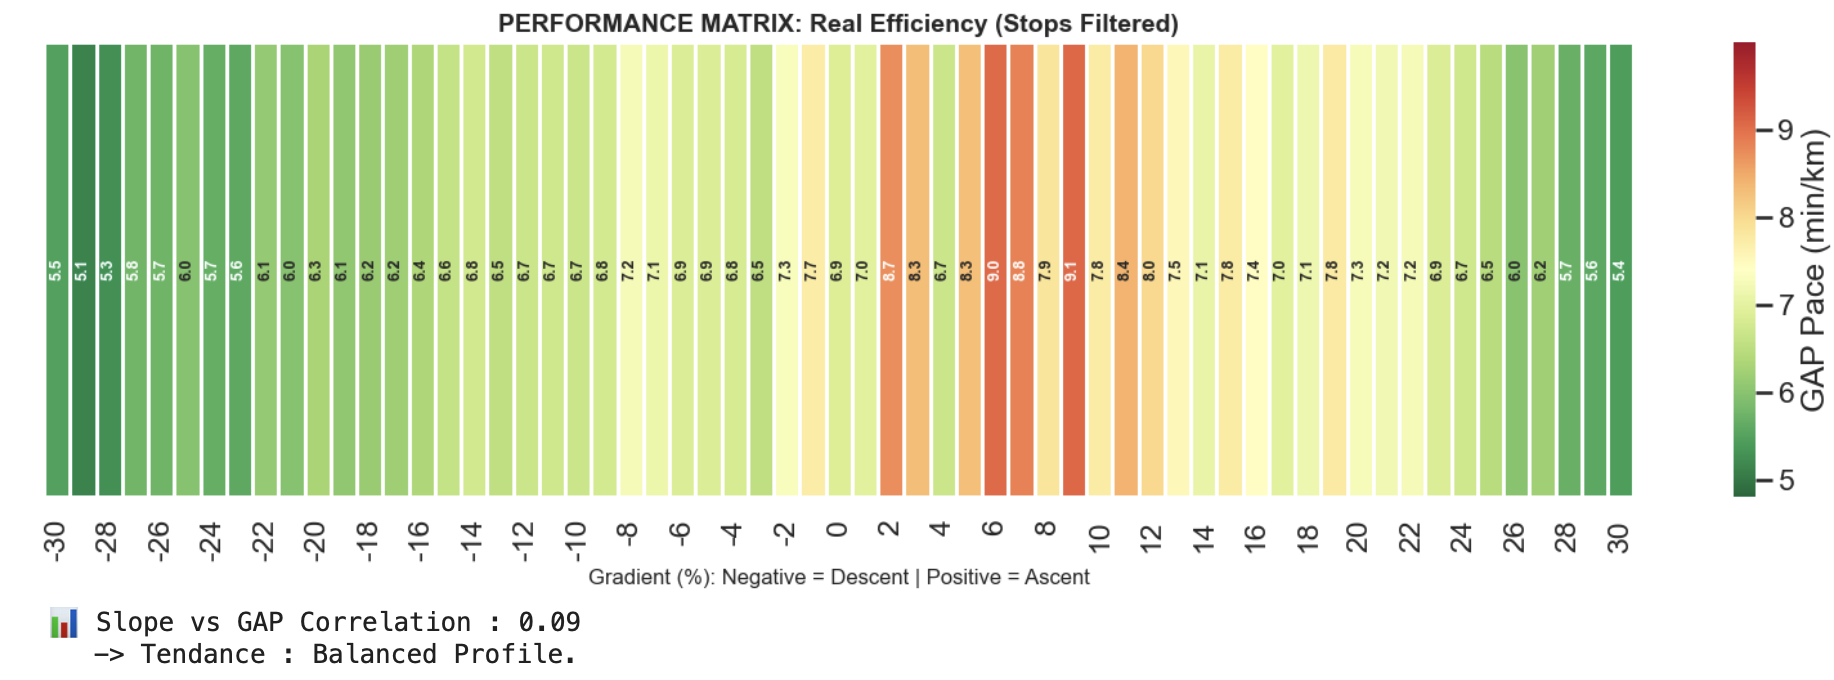 PERFORMANCE MATRIX: Real Efficiency (Stops Filtered)
5.5 5.1 5.3 5.8 5.7 6.0 5.7 5.6 6.1 6.0 6.3 6.1 6.2 6.2 6.4 6.6 6.8 6.5 6.7 6.7 6.7 6.8 7.2 7.1 6.9 6.9 6.8 6.5 7.3 7.7 6.9 7.0 8.7 8.3 6.7 8.3 9.0 8.8 7.9 9.1 7.8 8.4 8.0 7.5 7.1 7.8 7.4 7.0 7.1 7.8 7.3 7.2 7.2 6.9 6.7 6.5 6.0 6.2 5.7 5.6 5.4
-30 -28 -26 -24 -22 -20 -18 -16 -14 -12 -10 -8 -6 -4 -2 0 2 4 6 8 10 12 14 16 18 20 22 24 26 28 30
Gradient (%): Negative = Descent | Positive = Ascent
9
8
7
6
5
GAP Pace (min/km)
Slope vs GAP Correlation : 0.09
–> Tendance : Balanced Profile.